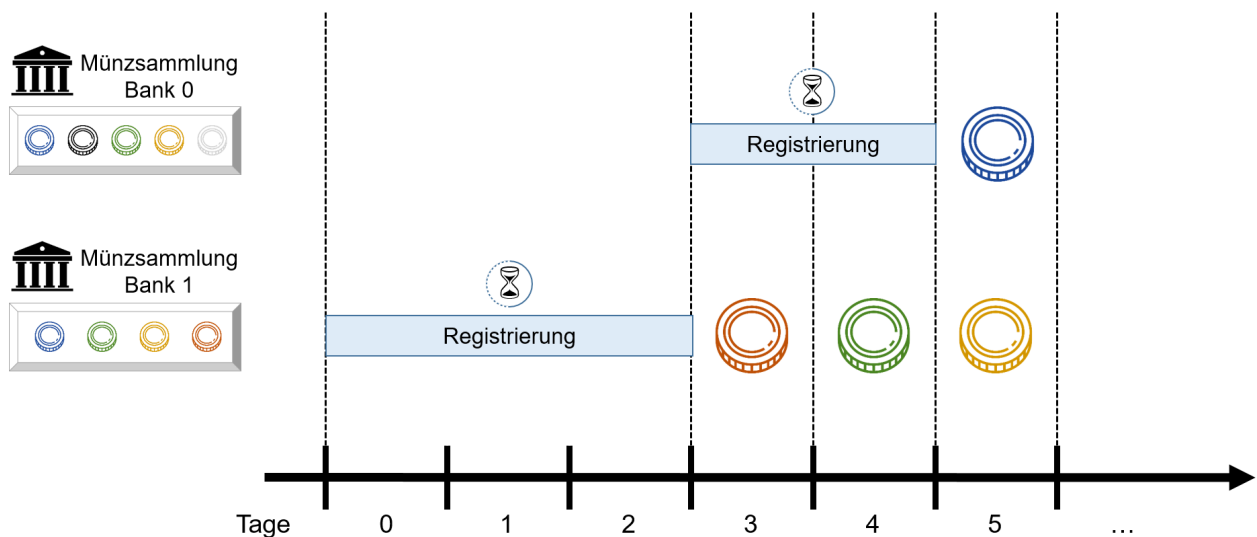 Münzsammlung
Bank 0
Registrierung
Münzsammlung
Bank 1
Registrierung
Tage 0 1 2 3 4 5 ...